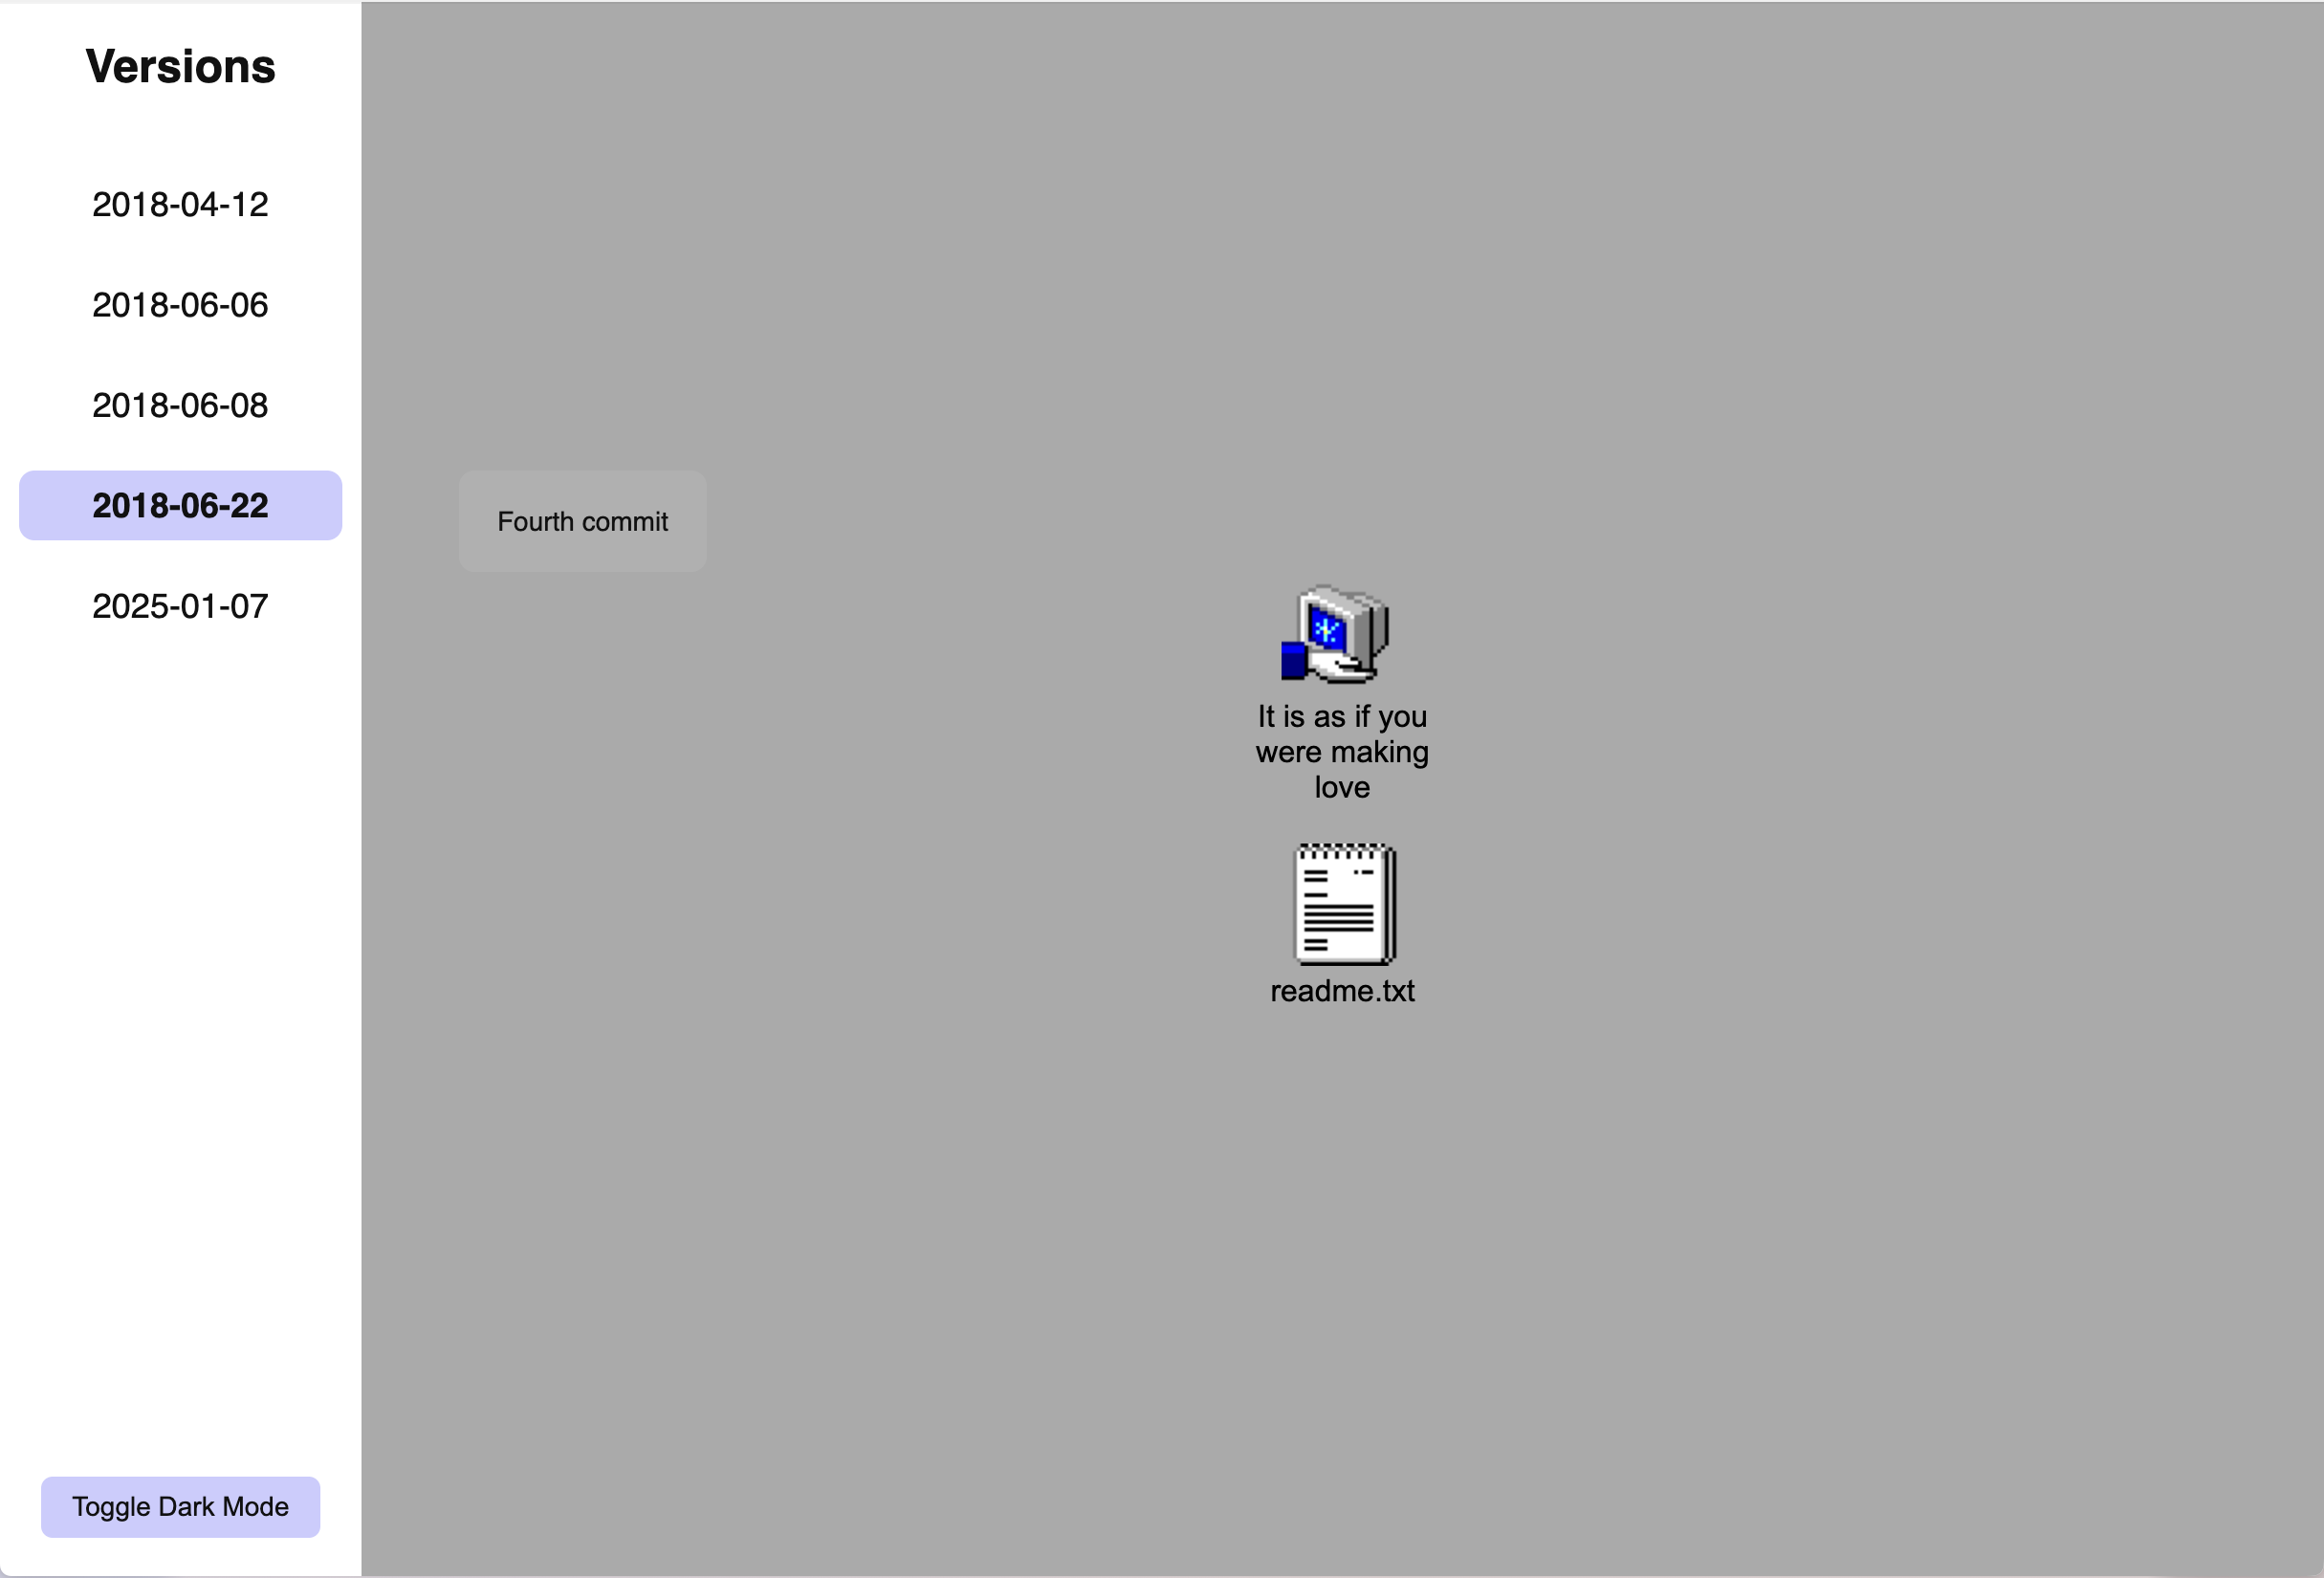 Versions
2018-04-12
2018-06-06
2018-06-08
2018-06-22
2025-01-07
Toggle Dark Mode
Fourth commit
It is as if you
were making
love
readme.txt